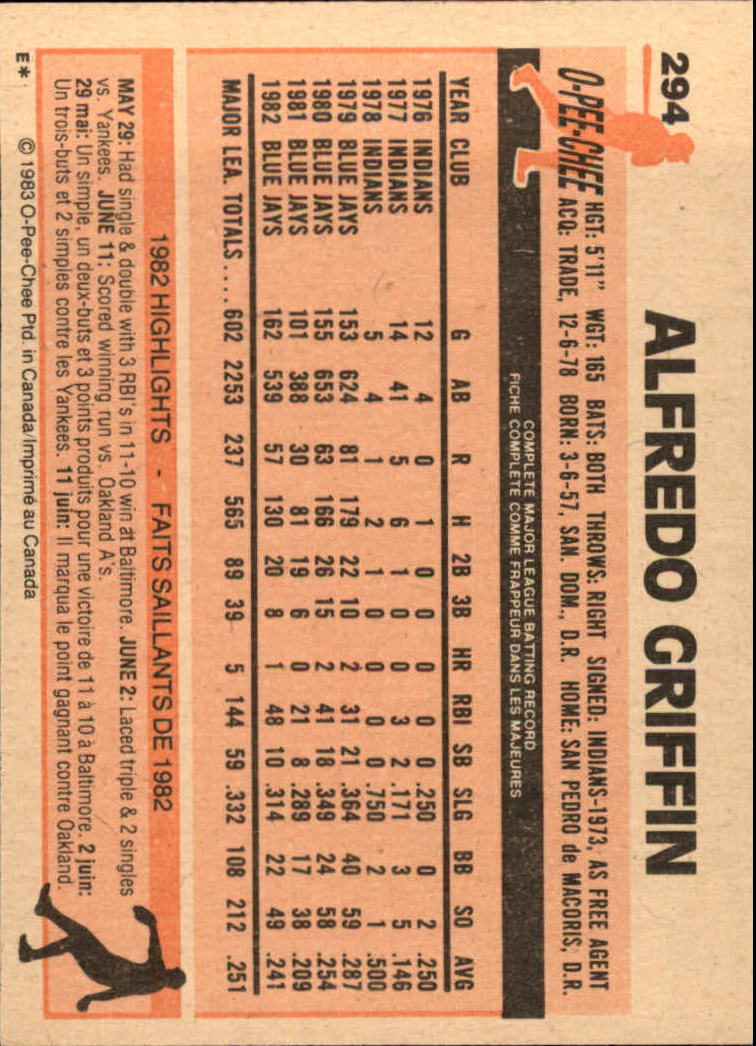 294
ALFREDO GRIFFIN
O-PEE-CHEE
HGT: 5'11" WGT: 165 BATS: BOTH THROWS: RIGHT SIGNED: INDIANS-1973, AS FREE AGENT
ACQ: TRADE, 12-6-78 BORN: 3-6-57, SAN. DOM., D.R. HOME: SAN PEDRO de MACORIS, D.R.
COMPLETE MAJOR LEAGUE BATTING RECORD
FICHE COMPLETE COMME FRAPPEUR DANS LES MAJEURES
YEAR CLUB G AB R H 2B 3B HR RBI SB SLG BB SO AVG
1976 INDIANS 12 4 0 1 0 0 0 0 0 .250 0 2 .250
1977 INDIANS 14 41 5 6 1 0 0 3 2 .171 3 5 .146
1978 INDIANS 5 4 1 2 1 0 0 0 0 .750 2 1 .500
1979 BLUE JAYS 153 624 81 179 22 10 2 31 21 .364 40 59 .287
1980 BLUE JAYS 155 653 63 166 26 15 2 41 18 .349 24 58 .254
1981 BLUE JAYS 101 388 30 81 19 6 0 21 8 .289 17 38 .209
1982 BLUE JAYS 162 539 57 130 20 8 1 48 10 .314 22 49 .241
MAJOR LEA. TOTALS .... 602 2253 237 565 89 39 5 144 59 .332 108 212 .251
1982 HIGHLIGHTS - FAITS SAILLANTS DE 1982
MAY 29: Had single & double with 3 RBI's in 11-10 win at Baltimore. JUNE 2: Laced triple & 2 singles
vs. Yankees. JUNE 11: Scored winning run vs. Oakland A's.
29 mai: Un simple, un deux-buts et 3 points produits pour une victoire de 11 à 10 à Baltimore. 2 juin:
Un trois-buts et 2 simples contre les Yankees. 11 juin: Il marqua le point gagnant contre Oakland.
E* © 1983 O-Pee-Chee Ptd. in Canada/Imprimé au Canada